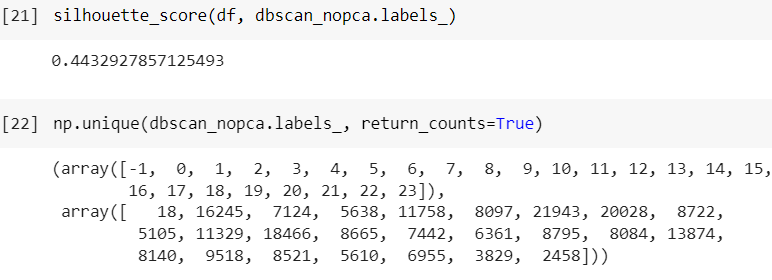 [21] silhouette_score(df, dbscan_nopca.labels_)
0.4432927857125493
[22] np.unique(dbscan_nopca.labels_, return_counts=True)
(array([-1, 0, 1, 2, 3, 4, 5, 6, 7, 8, 9, 10, 11, 12, 13, 14, 15,
16, 17, 18, 19, 20, 21, 22, 23]),
array([ 18, 16245, 7124, 5638, 11758, 8097, 21943, 20028, 8722,
5105, 11329, 18466, 8665, 7442, 6361, 8795, 8084, 13874,
8140, 9518, 8521, 5610, 6955, 3829, 2458]))